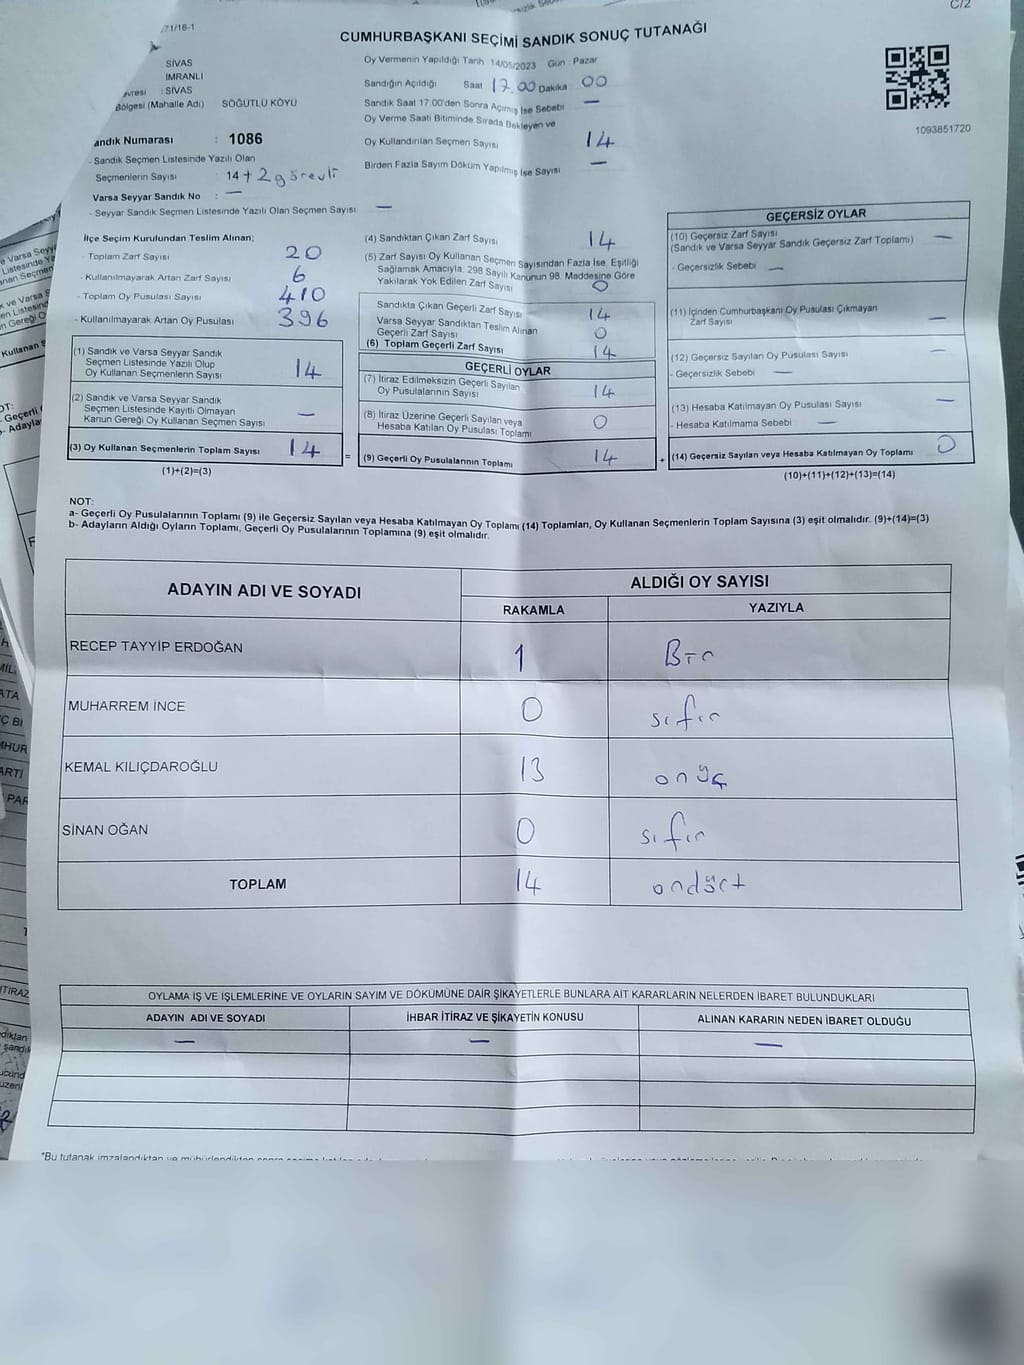 71/18-1
C/2
CUMHURBAŞKANI SEÇİMİ SANDIK SONUÇ TUTANAĞI
SİVAS
İMRANLI
: SİVAS
Bölgesi (Mahalle Adı) SÖĞÜTLÜ KÖYÜ
Oy Vermenin Yapıldığı Tarih 14/05/2023 Gün Pazar
Sandığın Açıldığı Saat 17.00 Dakika 00
Sandık Saat 17:00'den Sonra Açılmış İse Sebebi —
Oy Verme Saati Bitiminde Sırada Bekleyen ve
Oy Kullandırılan Seçmen Sayısı 14
Birden Fazla Sayım Döküm Yapılmış İse Sayısı —
1093851720
andık Numarası : 1086
- Sandık Seçmen Listesinde Yazılı Olan
Seçmenlerin Sayısı : 14 + 2 görevli
Varsa Seyyar Sandık No : —
- Seyyar Sandık Seçmen Listesinde Yazılı Olan Seçmen Sayısı —
İlçe Seçim Kurulundan Teslim Alınan;
- Toplam Zarf Sayısı 20
- Kullanılmayarak Artan Zarf Sayısı 6
- Toplam Oy Pusulası Sayısı 410
- Kullanılmayarak Artan Oy Pusulası 396
(1) Sandık ve Varsa Seyyar Sandık
Seçmen Listesinde Yazılı Olup
Oy Kullanan Seçmenlerin Sayısı 14
(2) Sandık ve Varsa Seyyar Sandık
Seçmen Listesinde Kayıtlı Olmayan
Kanun Gereği Oy Kullanan Seçmen Sayısı —
(3) Oy Kullanan Seçmenlerin Toplam Sayısı 14
(1)+(2)=(3)
=
(4) Sandıktan Çıkan Zarf Sayısı 14
(5) Zarf Sayısı Oy Kullanan Seçmen Sayısından Fazla İse, Eşitliği
Sağlamak Amacıyla, 298 Sayılı Kanunun 98. Maddesine Göre
Yakılarak Yok Edilen Zarf Sayısı 0
Sandıkta Çıkan Geçerli Zarf Sayısı 14
Varsa Seyyar Sandıktan Teslim Alınan
Geçerli Zarf Sayısı 0
(6) Toplam Geçerli Zarf Sayısı 14
GEÇERLİ OYLAR
(7) İtiraz Edilmeksizin Geçerli Sayılan
Oy Pusulalarının Sayısı 14
(8) İtiraz Üzerine Geçerli Sayılan veya
Hesaba Katılan Oy Pusulası Toplamı 0
(9) Geçerli Oy Pusulalarının Toplamı 14
+
GEÇERSİZ OYLAR
(10) Geçersiz Zarf Sayısı —
(Sandık ve Varsa Seyyar Sandık Geçersiz Zarf Toplamı)
- Geçersizlik Sebebi —
(11) İçinden Cumhurbaşkanı Oy Pusulası Çıkmayan
Zarf Sayısı —
(12) Geçersiz Sayılan Oy Pusulası Sayısı —
- Geçersizlik Sebebi —
(13) Hesaba Katılmayan Oy Pusulası Sayısı —
- Hesaba Katılmama Sebebi —
(14) Geçersiz Sayılan veya Hesaba Katılmayan Oy Toplamı 0
(10)+(11)+(12)+(13)=(14)
NOT:
a- Geçerli Oy Pusulalarının Toplamı (9) ile Geçersiz Sayılan veya Hesaba Katılmayan Oy Toplamı (14) Toplamları, Oy Kullanan Seçmenlerin Toplam Sayısına (3) eşit olmalıdır. (9)+(14)=(3)
b- Adayların Aldığı Oyların Toplamı, Geçerli Oy Pusulalarının Toplamına (9) eşit olmalıdır.
ADAYIN ADI VE SOYADI
ALDIĞI OY SAYISI
RAKAMLA YAZIYLA
RECEP TAYYİP ERDOĞAN 1 Bir
MUHARREM İNCE 0 sıfır
KEMAL KILIÇDAROĞLU 13 onüç
SİNAN OĞAN 0 sıfır
TOPLAM 14 ondört
OYLAMA İŞ VE İŞLEMLERİNE VE OYLARIN SAYIM VE DÖKÜMÜNE DAİR ŞİKAYETLERLE BUNLARA AİT KARARLARIN NELERDEN İBARET BULUNDUKLARI
ADAYIN ADI VE SOYADI İHBAR İTİRAZ VE ŞİKAYETİN KONUSU ALINAN KARARIN NEDEN İBARET OLDUĞU
— — —
*Bu tutanak imzalandıktan ve mühürlendikten sonra